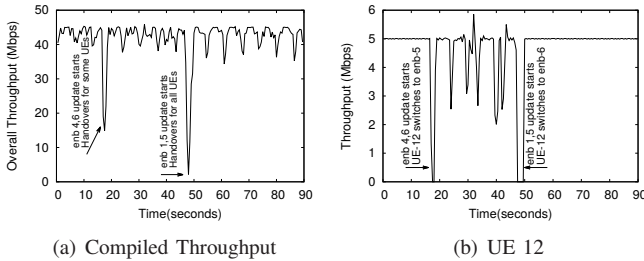 50
40
30
20
10
0
0 10 20 30 40 50 60 70 80 90
Overall Throughput (Mbps)
Time(seconds)
enb 4,6 update starts
Handovers for some UEs
enb 1,5 update starts
Handovers for all UEs
(a) Compiled Throughput
6
5
4
3
2
1
0
0 10 20 30 40 50 60 70 80 90
Throughput (Mbps)
Time(seconds)
enb 4,6 update starts
UE-12 switches to enb-5
enb 1,5 update starts
UE-12 switches to enb-6
(b) UE 12